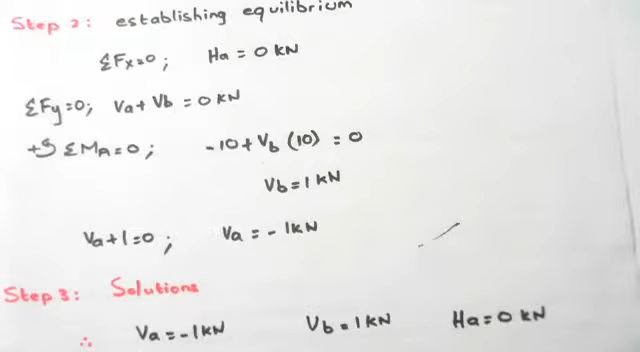 Step 2: establishing equilibrium
ΣFx=0; Ha = 0 kN
ΣFy=0; Va + Vb = 0 kN
+↺ ΣMA=0; -10 + Vb (10) = 0
Vb = 1 kN
Va + 1 = 0; Va = - 1kN
Step 3: Solutions
∴ Va = -1kN Vb = 1 kN Ha = 0 kN